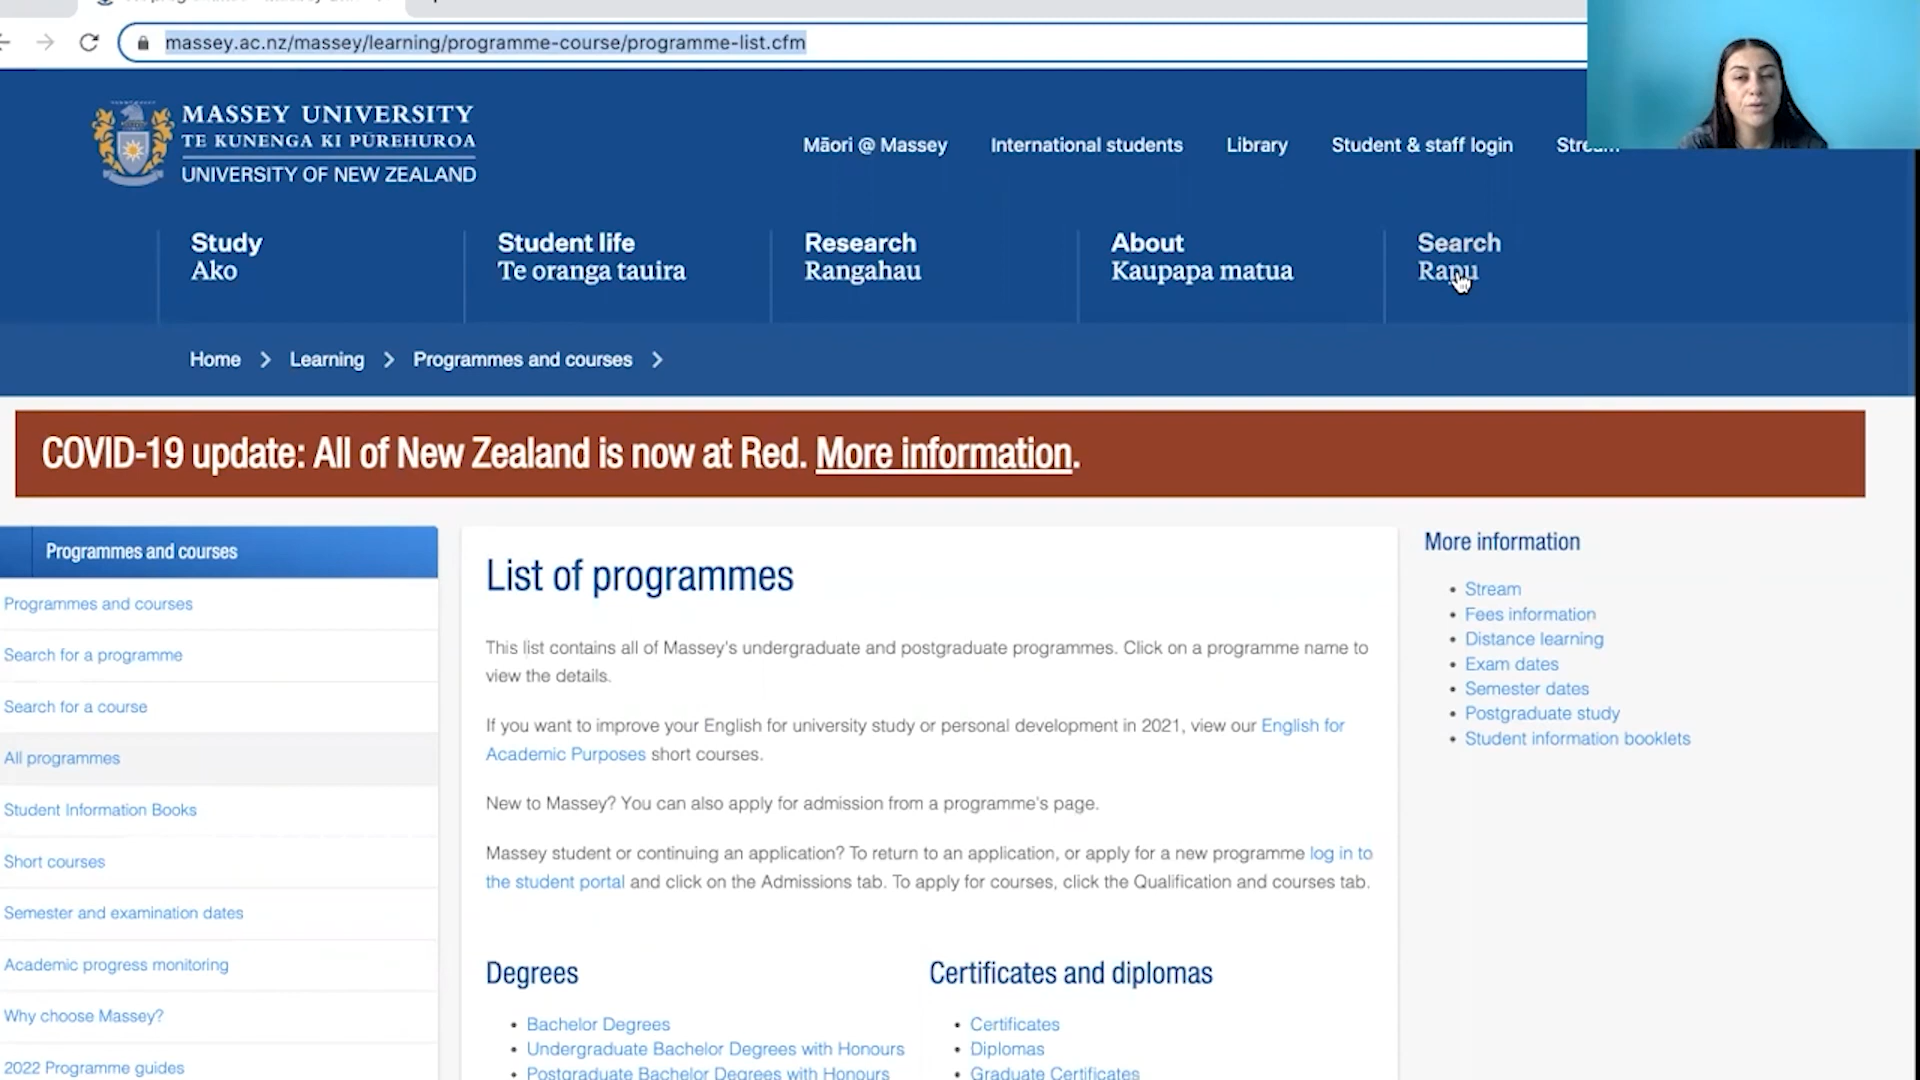 massey.ac.nz/massey/learning/programme-course/programme-list.cfm
MASSEY UNIVERSITY
TE KUNENGA KI PŪREHUROA
UNIVERSITY OF NEW ZEALAND
Māori @ Massey
International students
Library
Student & staff login
Stream
Study
Ako
Student life
Te oranga tauira
Research
Rangahau
About
Kaupapa matua
Search
Rapu
Home
Learning
Programmes and courses
COVID-19 update: All of New Zealand is now at Red. More information.
Programmes and courses
Programmes and courses
Search for a programme
Search for a course
All programmes
Student Information Books
Short courses
Semester and examination dates
Academic progress monitoring
Why choose Massey?
2022 Programme guides
List of programmes
This list contains all of Massey's undergraduate and postgraduate programmes. Click on a programme name to
view the details.
If you want to improve your English for university study or personal development in 2021, view our English for
Academic Purposes short courses.
New to Massey? You can also apply for admission from a programme's page.
Massey student or continuing an application? To return to an application, or apply for a new programme log in to
the student portal and click on the Admissions tab. To apply for courses, click the Qualification and courses tab.
Degrees
Bachelor Degrees
Undergraduate Bachelor Degrees with Honours
Postgraduate Bachelor Degrees with Honours
Certificates and diplomas
Certificates
Diplomas
Graduate Certificates
More information
Stream
Fees information
Distance learning
Exam dates
Semester dates
Postgraduate study
Student information booklets